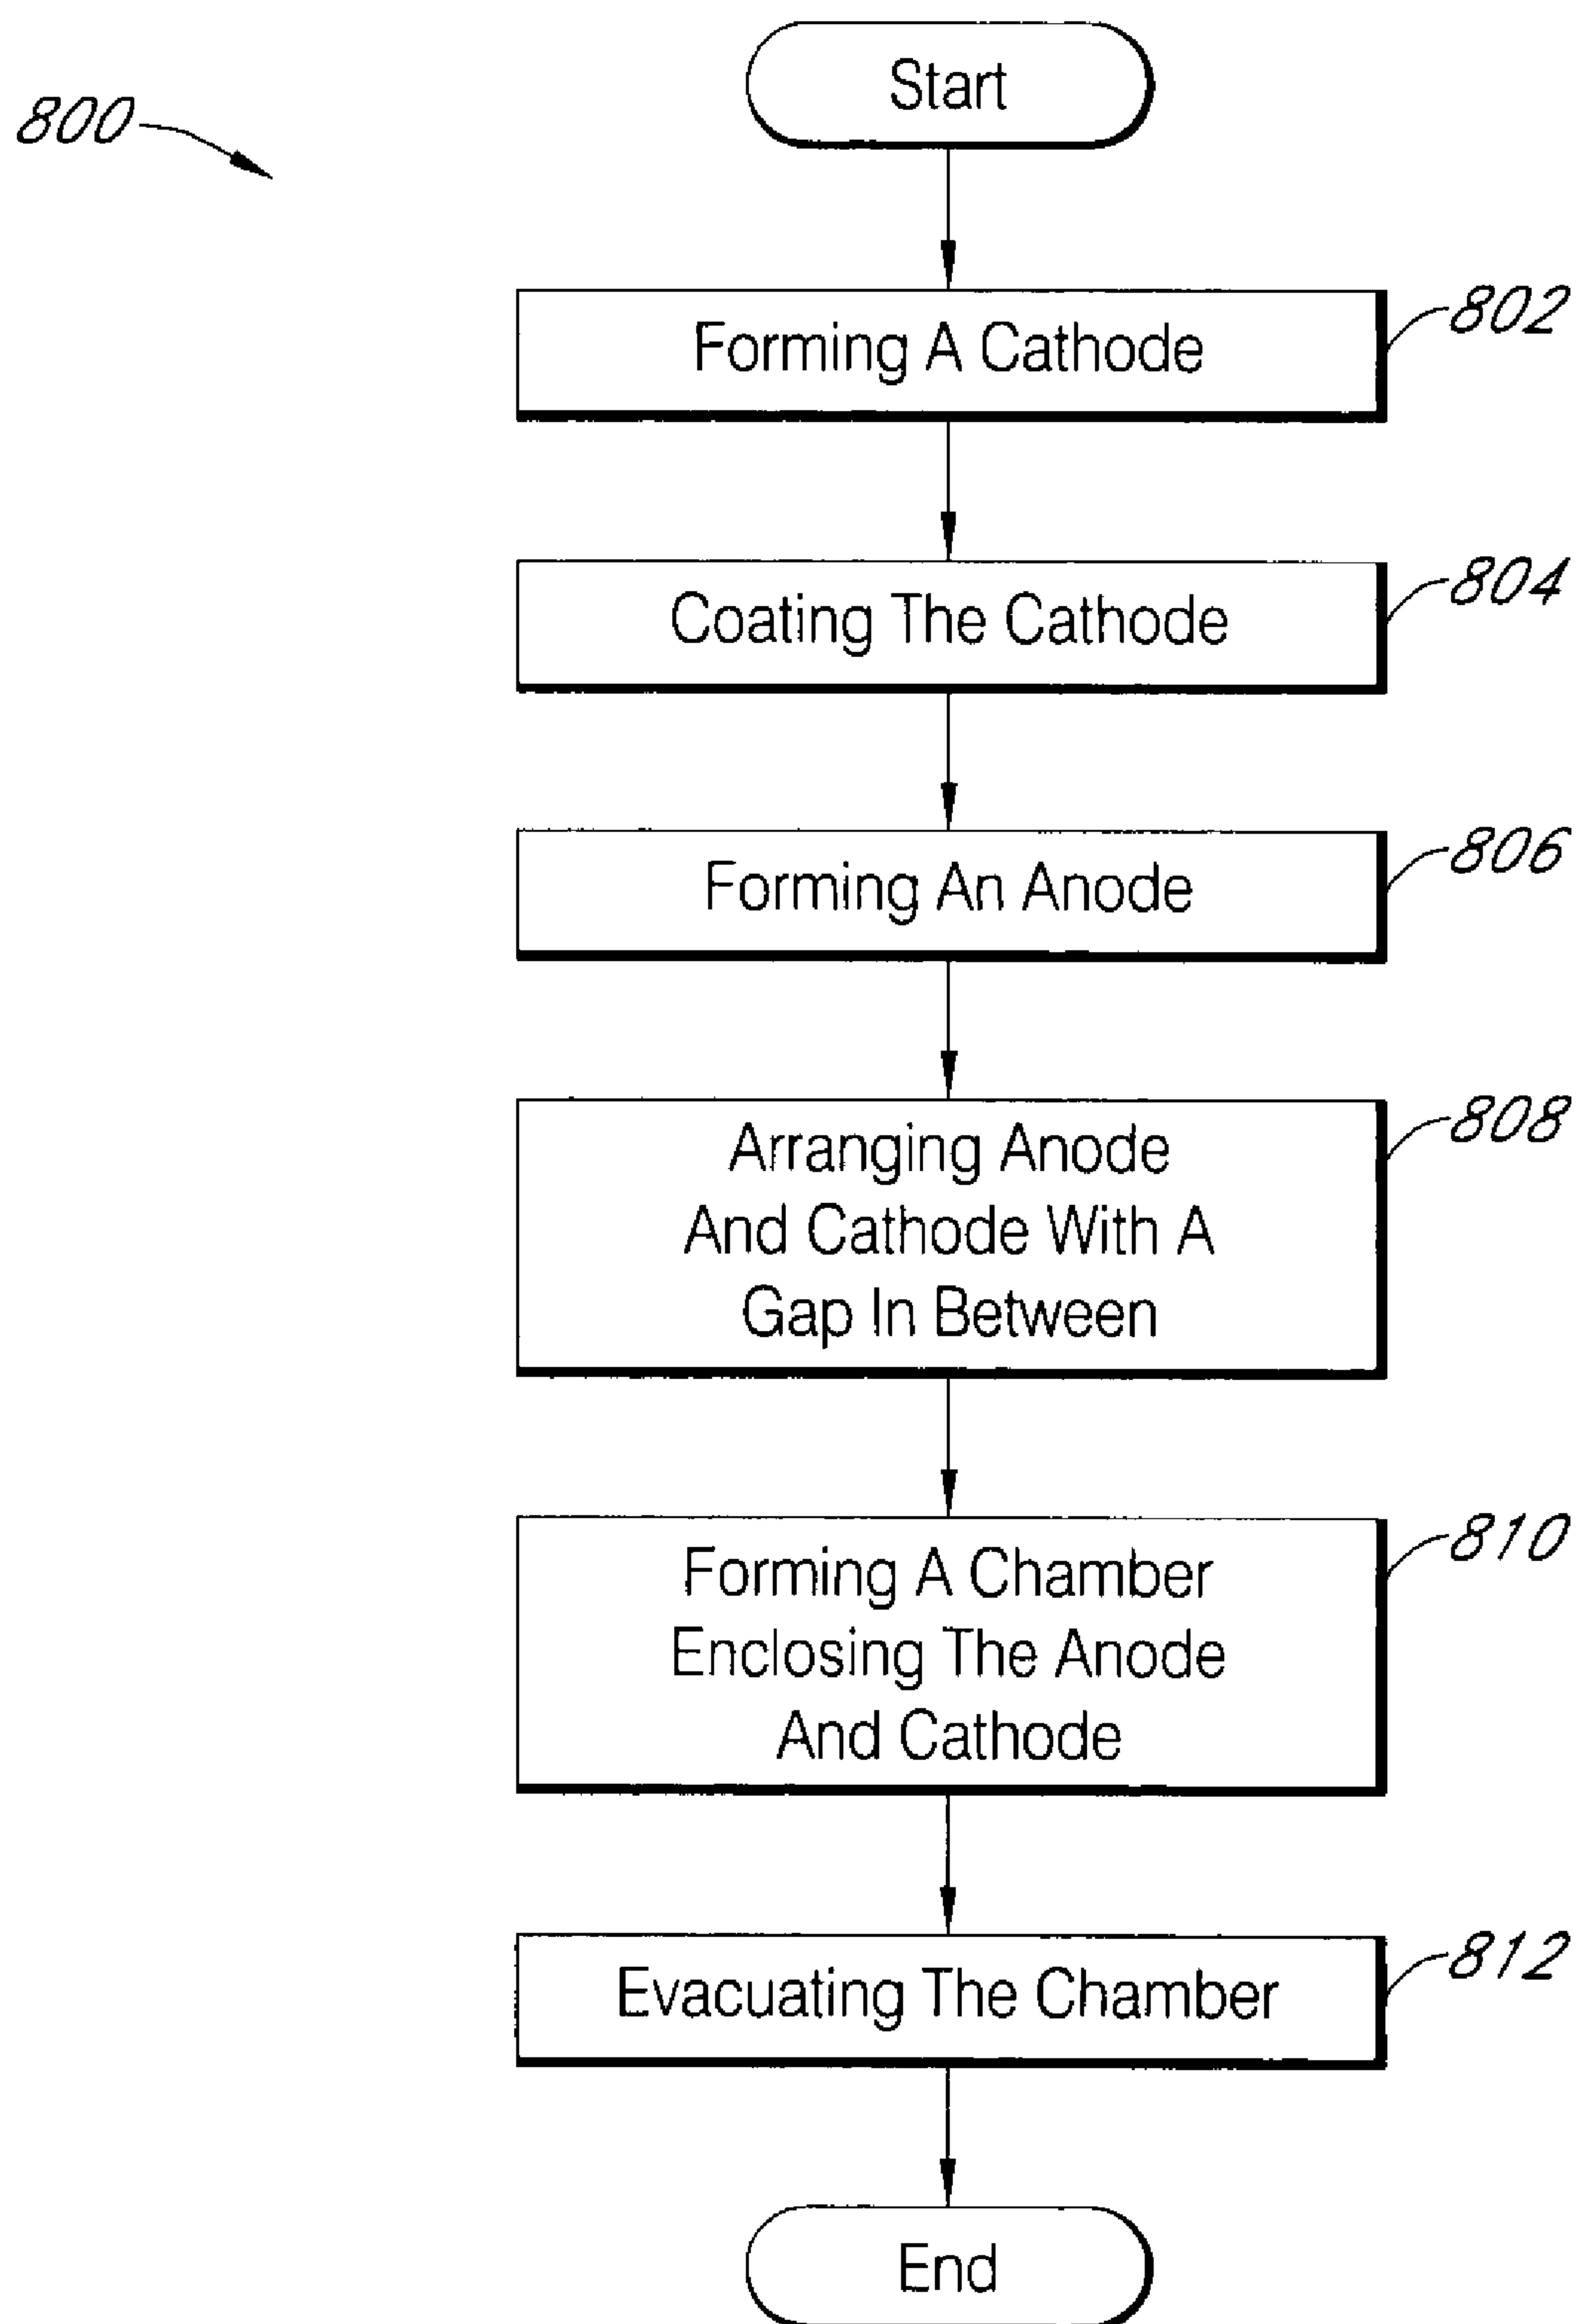 Start
800
Forming A Cathode
802
Coating The Cathode
804
Forming An Anode
806
Arranging Anode
And Cathode With A
Gap In Between
808
Forming A Chamber
Enclosing The Anode
And Cathode
810
Evacuating The Chamber
812
End